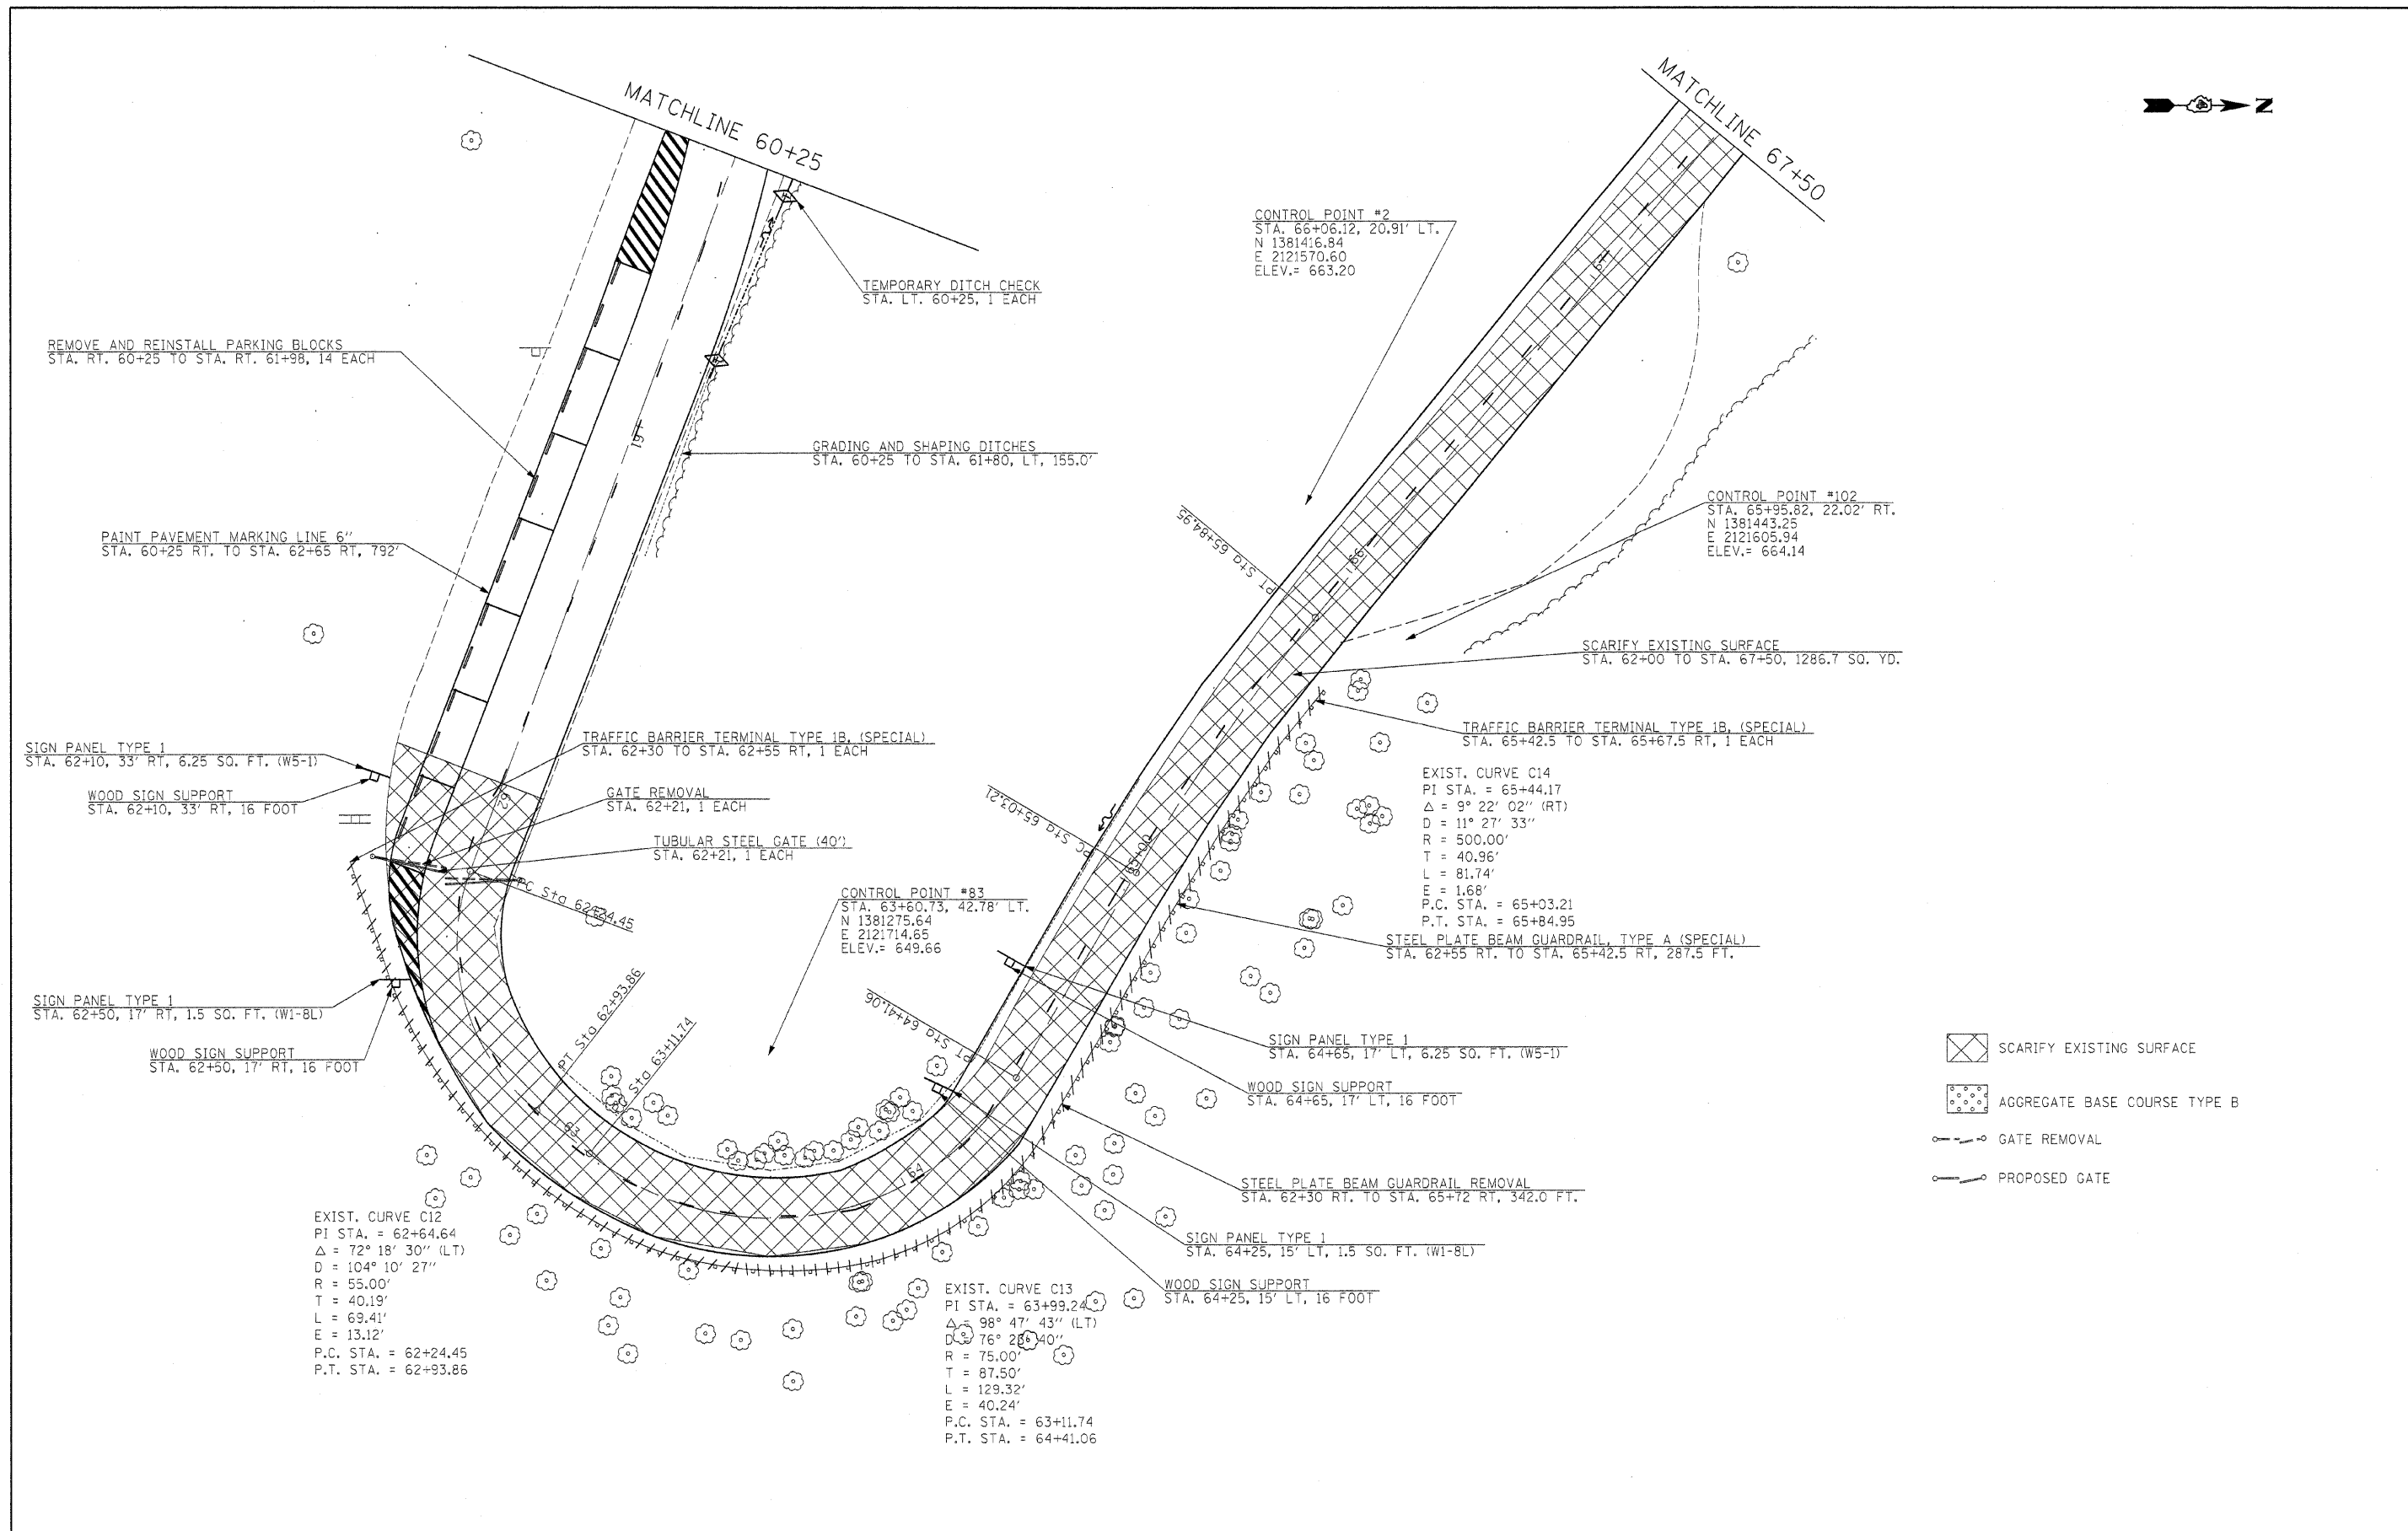 MATCHLINE 60+25
MATCHLINE 67+50
N
CONTROL POINT #2
STA. 66+06.12, 20.91' LT.
N 1381416.84
E 2121570.60
ELEV.= 663.20
TEMPORARY DITCH CHECK
STA. LT. 60+25, 1 EACH
REMOVE AND REINSTALL PARKING BLOCKS
STA. RT. 60+25 TO STA. RT. 61+98, 14 EACH
61
67
GRADING AND SHAPING DITCHES
STA. 60+25 TO STA. 61+80, LT, 155.0'
CONTROL POINT #102
STA. 65+95.82, 22.02' RT.
N 1381443.25
E 2121605.94
ELEV.= 664.14
PAINT PAVEMENT MARKING LINE 6"
STA. 60+25 RT. TO STA. 62+65 RT, 792'
PT Sta 65+84.95
66
SCARIFY EXISTING SURFACE
STA. 62+00 TO STA. 67+50, 1286.7 SQ. YD.
TRAFFIC BARRIER TERMINAL TYPE 1B, (SPECIAL)
STA. 65+42.5 TO STA. 65+67.5 RT, 1 EACH
SIGN PANEL TYPE 1
STA. 62+10, 33' RT, 6.25 SQ. FT. (W5-1)
WOOD SIGN SUPPORT
STA. 62+10, 33' RT, 16 FOOT
TRAFFIC BARRIER TERMINAL TYPE 1B, (SPECIAL)
STA. 62+30 TO STA. 62+55 RT, 1 EACH
GATE REMOVAL
STA. 62+21, 1 EACH
TUBULAR STEEL GATE (40')
STA. 62+21, 1 EACH
62
PC Sta 62+24.45
PC Sta 65+03.21
65+00
EXIST. CURVE C14
PI STA. = 65+44.17
Δ = 9° 22' 02" (RT)
D = 11° 27' 33"
R = 500.00'
T = 40.96'
L = 81.74'
E = 1.68'
P.C. STA. = 65+03.21
P.T. STA. = 65+84.95
CONTROL POINT #83
STA. 63+60.73, 42.78' LT.
N 1381275.64
E 2121714.65
ELEV.= 649.66
STEEL PLATE BEAM GUARDRAIL, TYPE A (SPECIAL)
STA. 62+55 RT. TO STA. 65+42.5 RT, 287.5 FT.
SIGN PANEL TYPE 1
STA. 62+50, 17' RT, 1.5 SQ. FT. (W1-8L)
WOOD SIGN SUPPORT
STA. 62+50, 17' RT, 16 FOOT
PT Sta 62+93.86
PC Sta 63+11.74
PT Sta 64+41.06
63
64
SIGN PANEL TYPE 1
STA. 64+65, 17' LT, 6.25 SQ. FT. (W5-1)
WOOD SIGN SUPPORT
STA. 64+65, 17' LT, 16 FOOT
STEEL PLATE BEAM GUARDRAIL REMOVAL
STA. 62+30 RT. TO STA. 65+72 RT, 342.0 FT.
SIGN PANEL TYPE 1
STA. 64+25, 15' LT, 1.5 SQ. FT. (W1-8L)
WOOD SIGN SUPPORT
STA. 64+25, 15' LT, 16 FOOT
SCARIFY EXISTING SURFACE
AGGREGATE BASE COURSE TYPE B
GATE REMOVAL
PROPOSED GATE
EXIST. CURVE C12
PI STA. = 62+64.64
Δ = 72° 18' 30" (LT)
D = 104° 10' 27"
R = 55.00'
T = 40.19'
L = 69.41'
E = 13.12'
P.C. STA. = 62+24.45
P.T. STA. = 62+93.86
EXIST. CURVE C13
PI STA. = 63+99.24
Δ = 98° 47' 43" (LT)
76° 40"
R = 75.00'
T = 87.50'
L = 129.32'
E = 40.24'
P.C. STA. = 63+11.74
P.T. STA. = 64+41.06